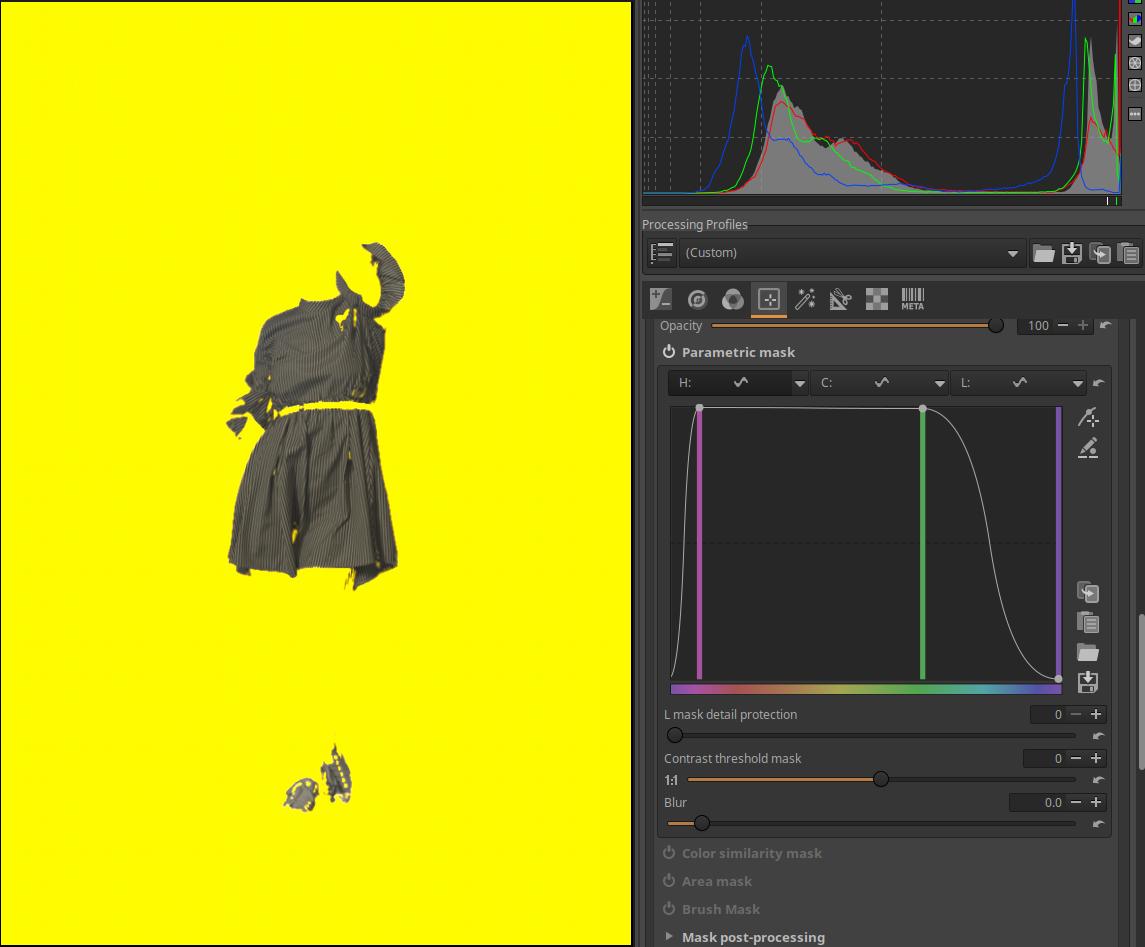 Processing Profiles
(Custom)
META
Opacity 100
Parametric mask
H: C: L:
L mask detail protection 0
Contrast threshold mask 0
1:1
Blur 0.0
Color similarity mask
Area mask
Brush Mask
Mask post-processing